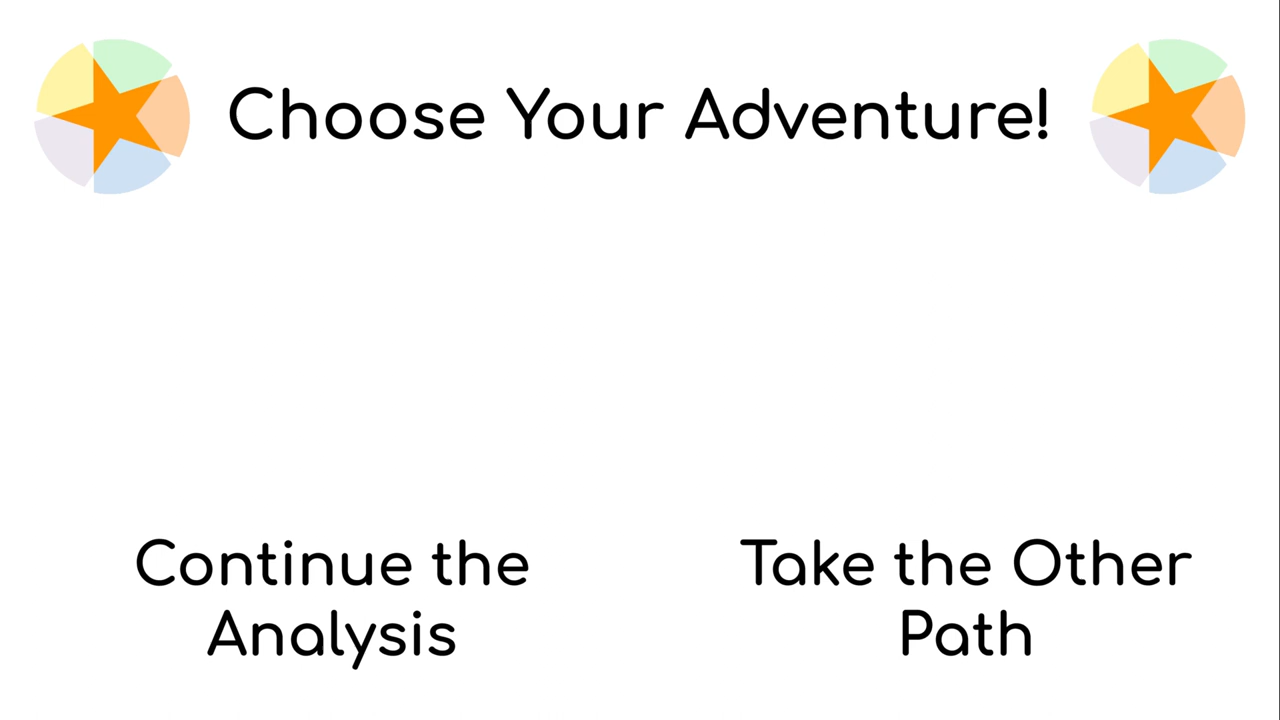 Choose Your Adventure!
Continue the
Analysis
Take the Other
Path